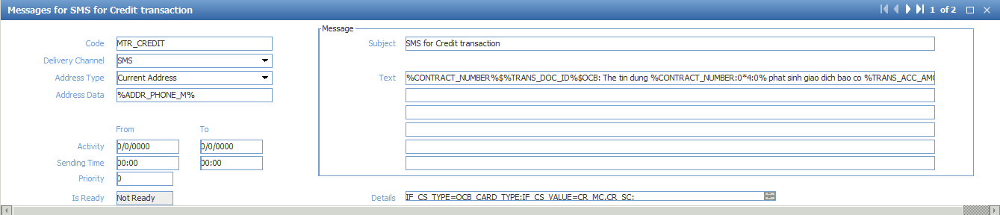 Messages for SMS for Credit transaction
1 of 2
Message
Code MTR_CREDIT
Subject SMS for Credit transaction
Delivery Channel SMS
Address Type Current Address
Text %CONTRACT_NUMBER%$%TRANS_DOC_ID%$OCB: The tin dung %CONTRACT_NUMBER:0*4:0% phat sinh giao dich bao co %TRANS_ACC_AMO
Address Data %ADDR_PHONE_M%
From To
Activity 0/0/0000 0/0/0000
Sending Time 00:00 00:00
Priority 0
Is Ready Not Ready
Details IF_CS_TYPE=OCB_CARD_TYPE;IF_CS_VALUE=CR_MC,CR_SC;